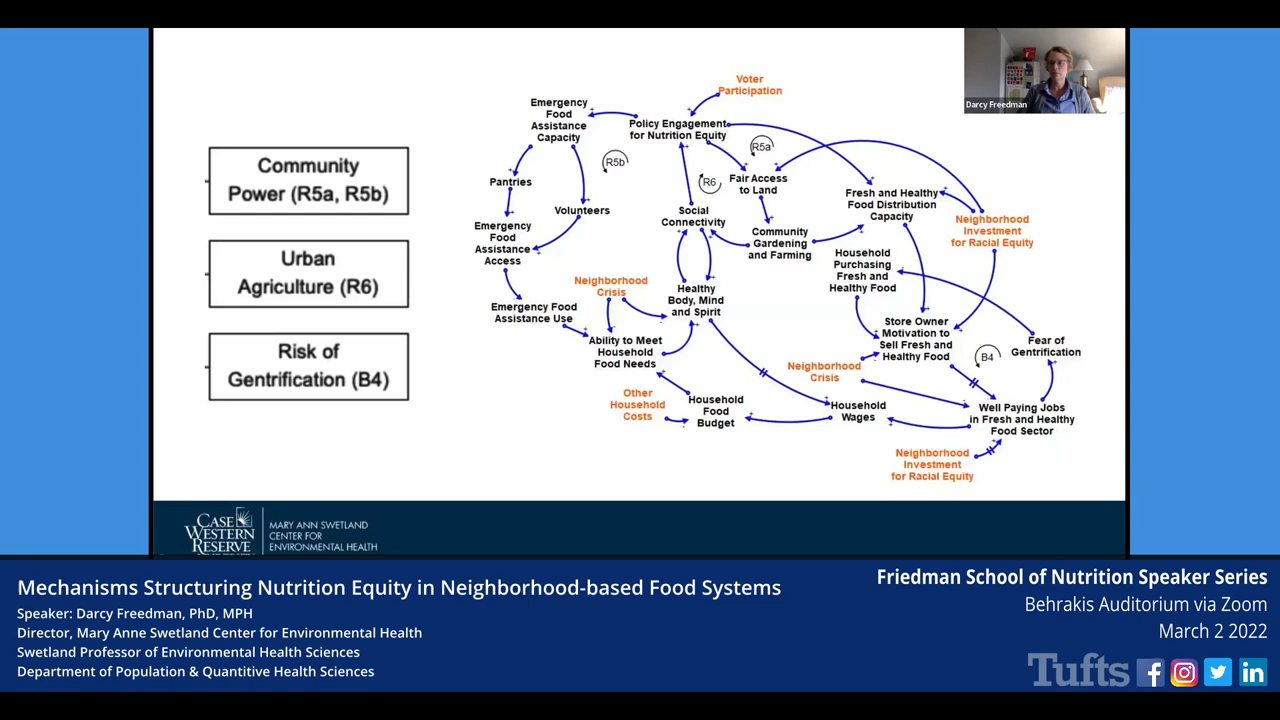 Darcy Freedman
Community
Power (R5a, R5b)
Urban
Agriculture (R6)
Risk of
Gentrification (B4)
Voter
Participation
Emergency
Food
Assistance
Capacity
Policy Engagement
for Nutrition Equity
R5a
R5b
R6
Pantries
Volunteers
Fair Access
to Land
Fresh and Healthy
Food Distribution
Capacity
Social
Connectivity
Neighborhood
Investment
for Racial Equity
Emergency
Food
Assistance
Access
Community
Gardening
and Farming
Household
Purchasing
Fresh and
Healthy Food
Neighborhood
Crisis
Healthy
Body, Mind
and Spirit
Emergency Food
Assistance Use
Store Owner
Motivation to
Sell Fresh and
Healthy Food
Ability to Meet
Household
Food Needs
Fear of
Gentrification
B4
Neighborhood
Crisis
Other
Household
Costs
Household
Food
Budget
Household
Wages
Well Paying Jobs
in Fresh and Healthy
Food Sector
Neighborhood
Investment
for Racial Equity
CASE
WESTERN
RESERVE
MARY ANN SWETLAND
CENTER FOR
ENVIRONMENTAL HEALTH
Mechanisms Structuring Nutrition Equity in Neighborhood-based Food Systems
Speaker: Darcy Freedman, PhD, MPH
Director, Mary Anne Swetland Center for Environmental Health
Swetland Professor of Environmental Health Sciences
Department of Population & Quantitative Health Sciences
Friedman School of Nutrition Speaker Series
Behrakis Auditorium via Zoom
March 2 2022
Tufts